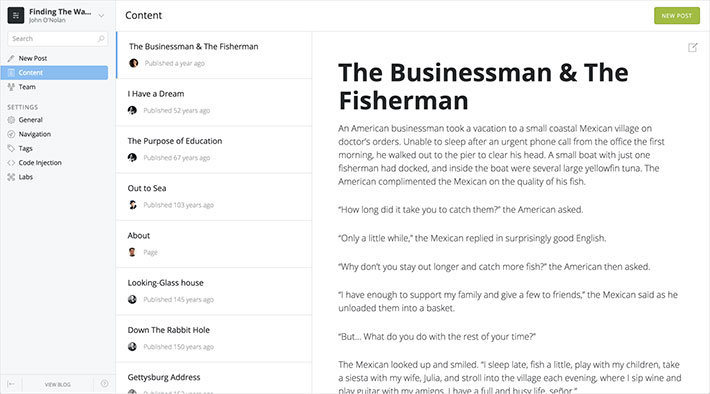 Finding The Wa...
John O'Nolan
Search
New Post
Content
Team
SETTINGS
General
Navigation
Tags
Code Injection
Labs
VIEW BLOG
Content
NEW POST
The Businessman & The Fisherman
Published a year ago
I Have a Dream
Published 52 years ago
The Purpose of Education
Published 67 years ago
Out to Sea
Published 103 years ago
About
Page
Looking-Glass house
Published 145 years ago
Down The Rabbit Hole
Published 150 years ago
Gettysburg Address
The Businessman & The
Fisherman
An American businessman took a vacation to a small coastal Mexican village on
doctor's orders. Unable to sleep after an urgent phone call from the office the first
morning, he walked out to the pier to clear his head. A small boat with just one
fisherman had docked, and inside the boat were several large yellowfin tuna. The
American complimented the Mexican on the quality of his fish.
“How long did it take you to catch them?” the American asked.
“Only a little while,” the Mexican replied in surprisingly good English.
“Why don't you stay out longer and catch more fish?” the American then asked.
“I have enough to support my family and give a few to friends,” the Mexican said as he
unloaded them into a basket.
“But... What do you do with the rest of your time?”
The Mexican looked up and smiled. “I sleep late, fish a little, play with my children, take
a siesta with my wife, Julia, and stroll into the village each evening, where I sip wine and
play guitar with my amigos. I have a full and busy life, señor.”